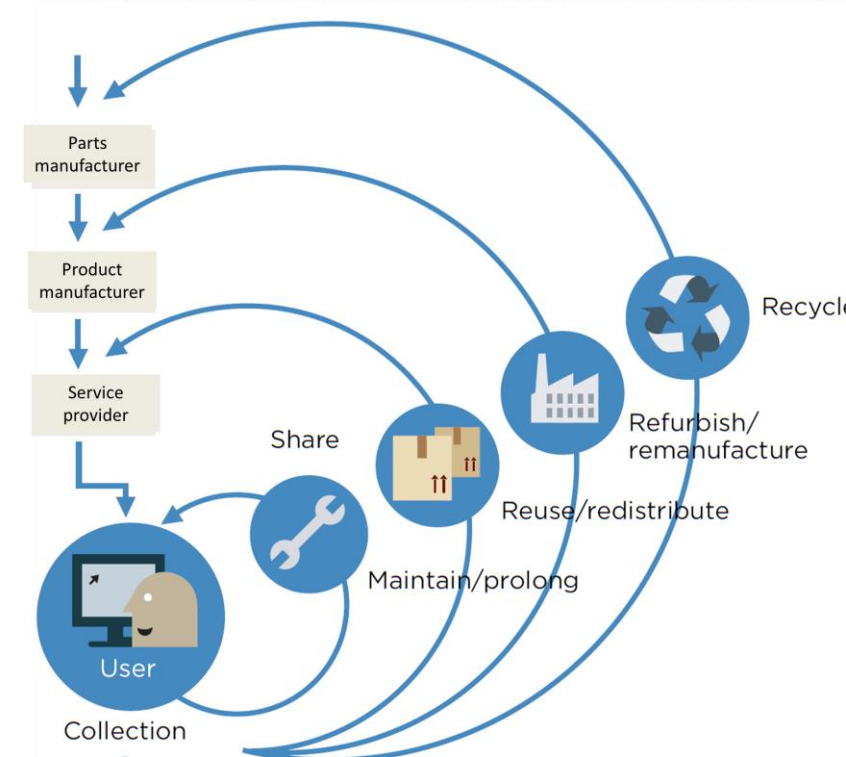 Parts
manufacturer
Product
manufacturer
Service
provider
Share
Recycle
Refurbish/
remanufacture
Reuse/redistribute
Maintain/prolong
User
Collection